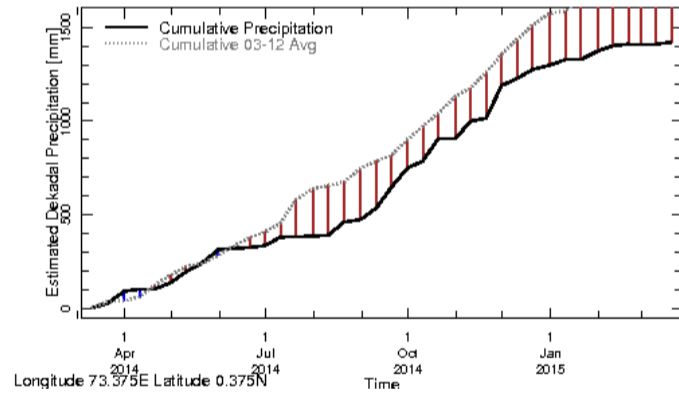 Cumulative Precipitation
Cumulative 03-12 Avg
Estimated Dekadal Precipitation [mm]
1500
1000
500
0
1 1 1 1
Apr Jul Oct Jan
2014 2014 2014 2015
Longitude 73.375E Latitude 0.375N Time